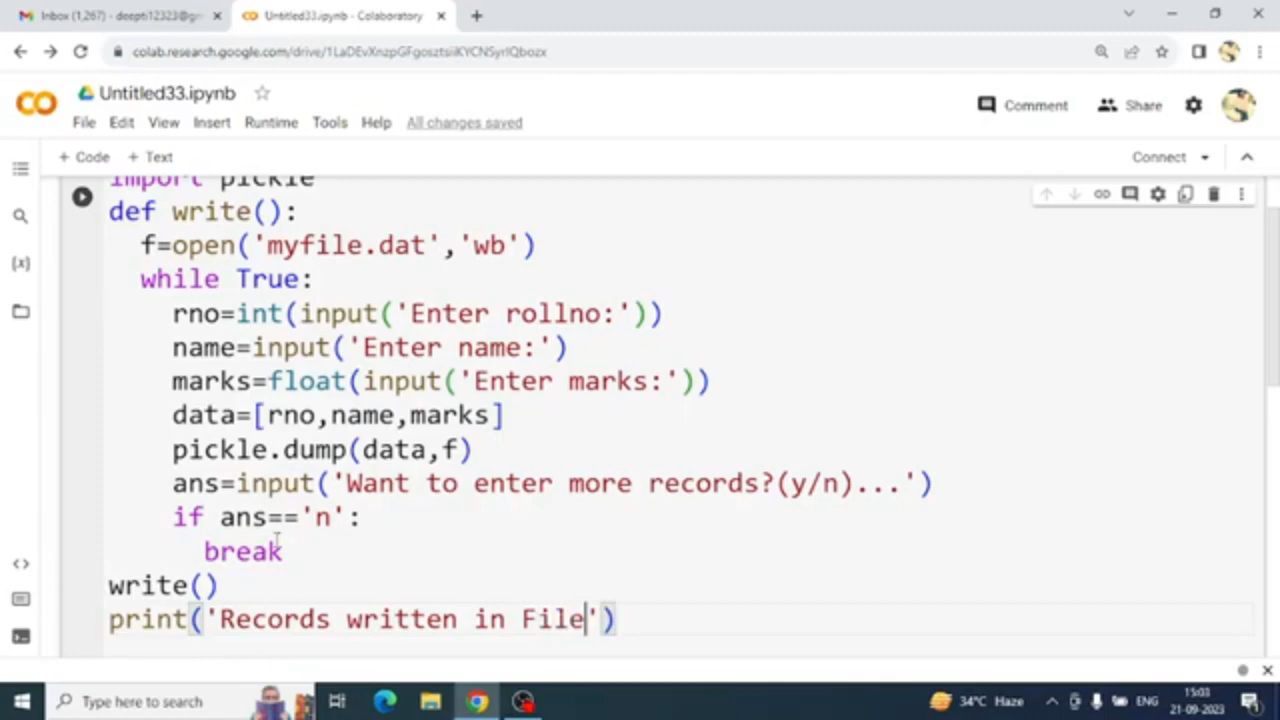 Inbox (1,267) - deepti12323@gm
Untitled33.ipynb - Colaboratory
colab.research.google.com/drive/
Untitled33.ipynb
Comment
Share
File Edit View Insert Runtime Tools Help All changes saved
+ Code + Text
Connect
import pickle
def write():
f=open('myfile.dat','wb')
while True:
rno=int(input('Enter rollno:'))
name=input('Enter name:')
marks=float(input('Enter marks:'))
data=[rno,name,marks]
pickle.dump(data,f)
ans=input('Want to enter more records?(y/n)...')
if ans=='n':
break
write()
print('Records written in File')
Type here to search
34°C Haze
ENG
15:03
21-09-2023